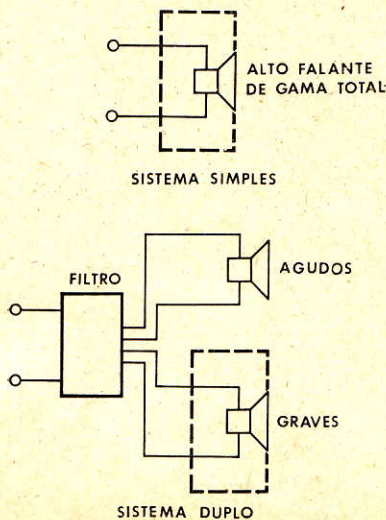 ALTO FALANTE
DE GAMA TOTAL
SISTEMA SIMPLES
FILTRO
AGUDOS
GRAVES
SISTEMA DUPLO